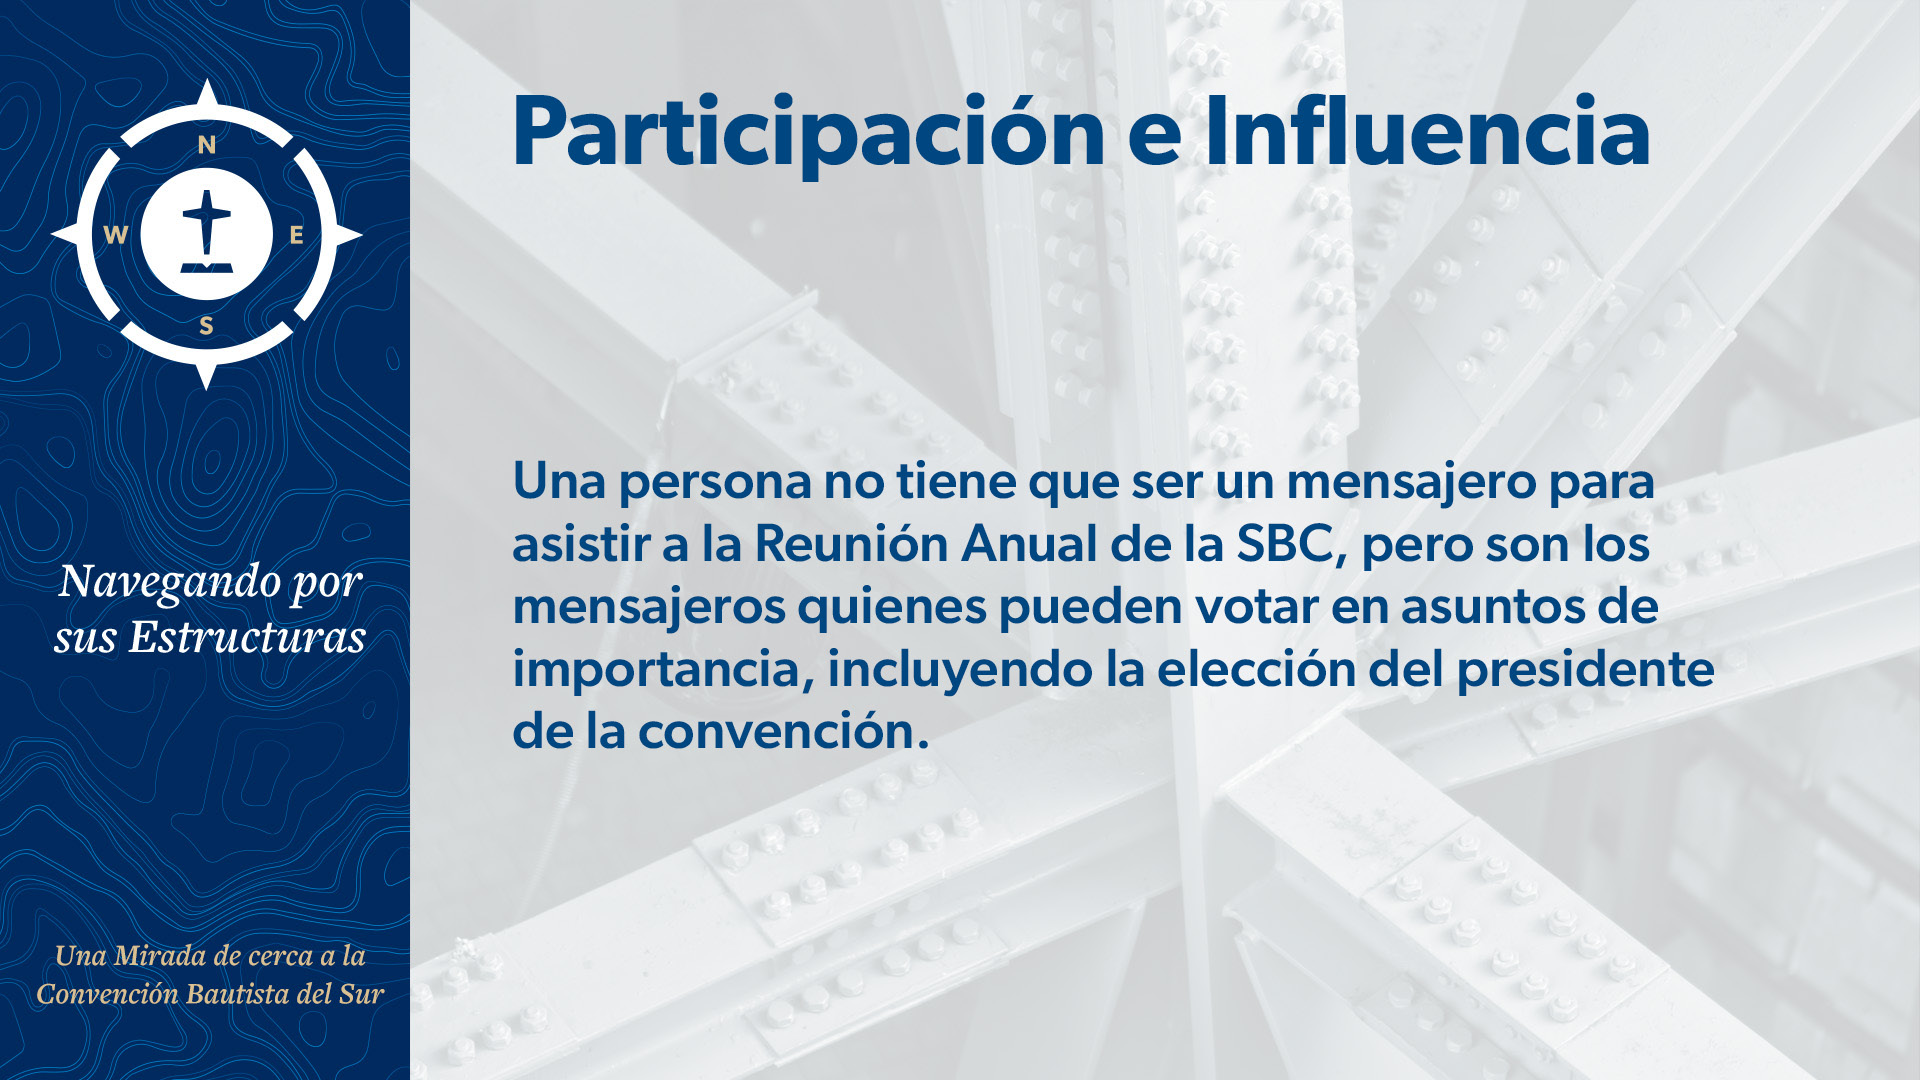 N
W
E
S
Navegando por
sus Estructuras
Una Mirada de cerca a la
Convención Bautista del Sur
Participación e Influencia
Una persona no tiene que ser un mensajero para
asistir a la Reunión Anual de la SBC, pero son los
mensajeros quienes pueden votar en asuntos de
importancia, incluyendo la elección del presidente
de la convención.